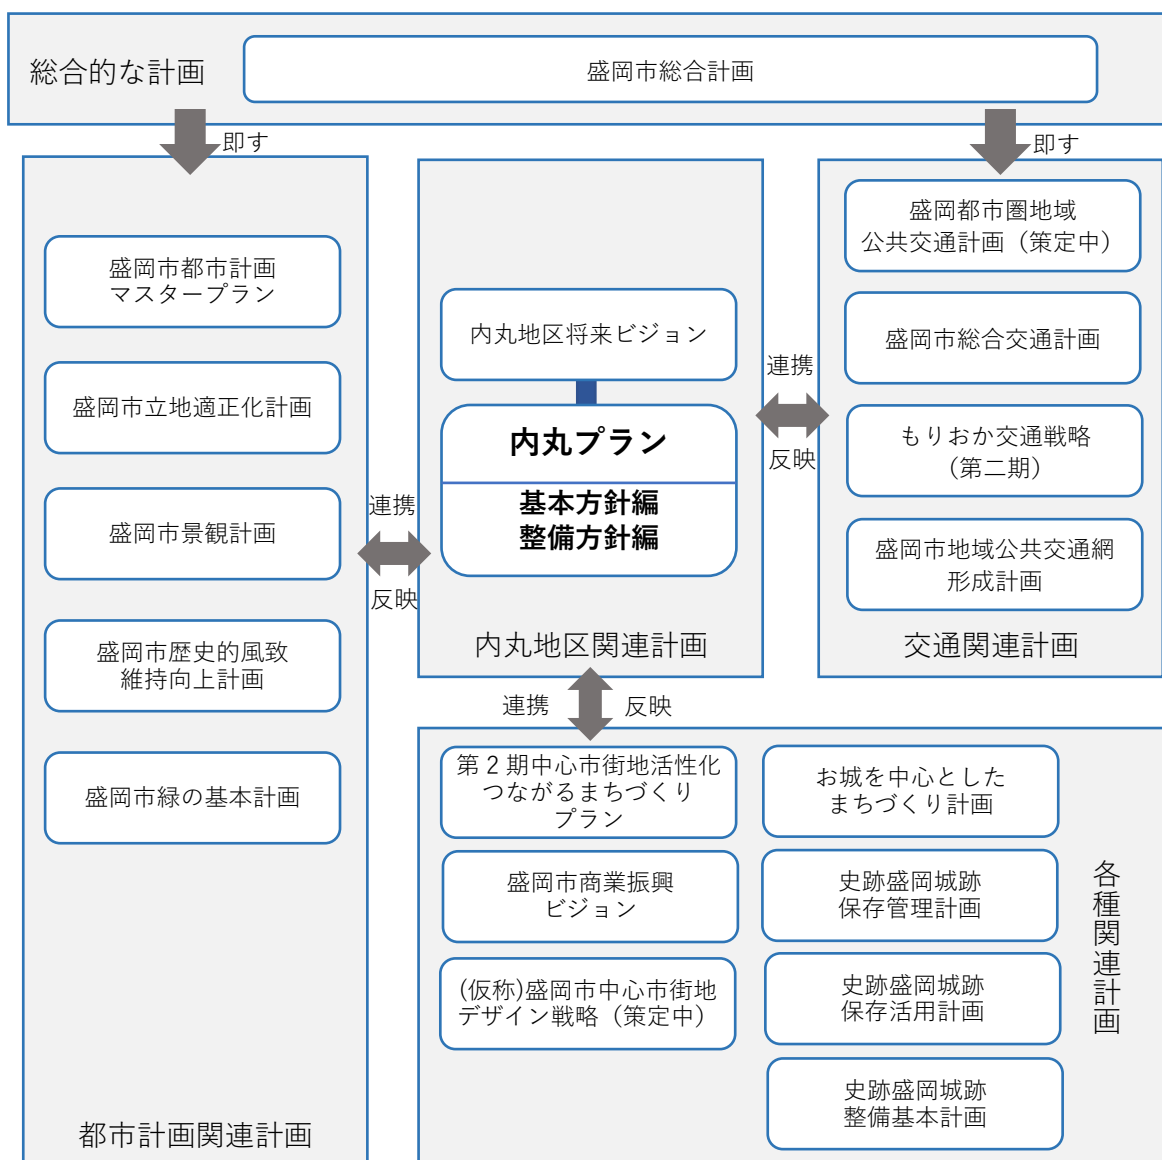 総合的な計画
盛岡市総合計画
即す
即す
盛岡市都市計画
マスタープラン
盛岡市立地適正化計画
盛岡市景観計画
盛岡市歴史的風致
維持向上計画
盛岡市緑の基本計画
都市計画関連計画
連携
反映
内丸地区将来ビジョン
内丸プラン
基本方針編
整備方針編
内丸地区関連計画
連携
反映
盛岡都市圏地域
公共交通計画（策定中）
盛岡市総合交通計画
もりおか交通戦略
（第二期）
盛岡市地域公共交通網
形成計画
交通関連計画
連携
反映
第２期中心市街地活性化
つながるまちづくり
プラン
盛岡市商業振興
ビジョン
(仮称)盛岡市中心市街地
デザイン戦略（策定中）
お城を中心とした
まちづくり計画
史跡盛岡城跡
保存管理計画
史跡盛岡城跡
保存活用計画
史跡盛岡城跡
整備基本計画
各種関連計画